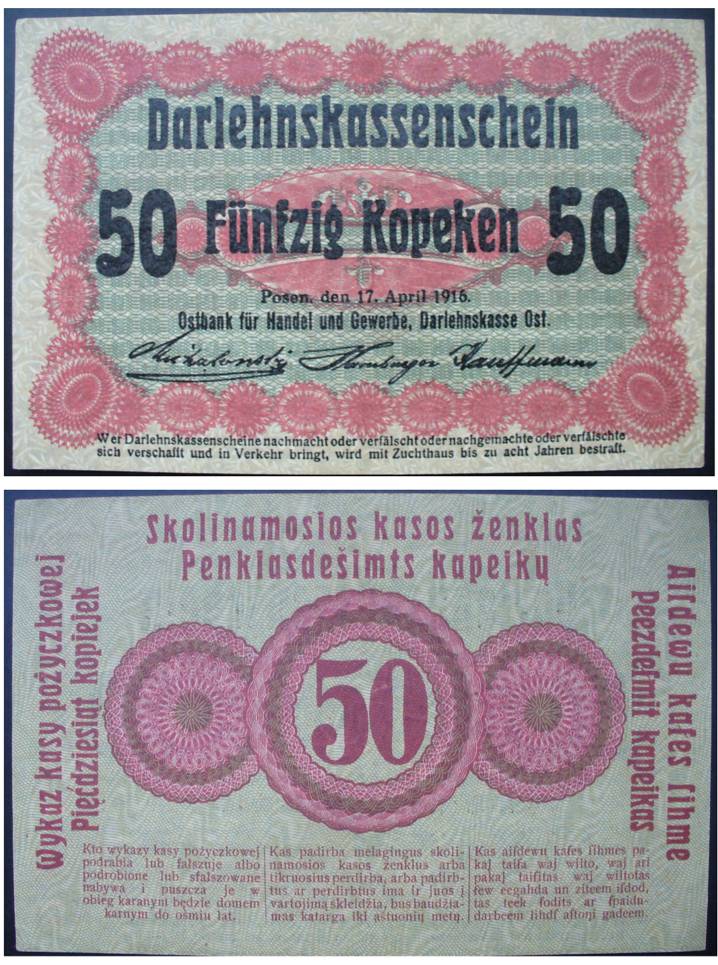 Darlehnskassenschein
50 Fünfzig Kopeken 50
Posen, den 17. April 1916.
Ostbank für Handel und Gewerbe, Darlehnskasse Ost.
Kauffmann
Wer Darlehnskassenscheine nachmacht oder verfälscht oder nachgemachte oder verfälschte
sich verschafft und in Verkehr bringt, wird mit Zuchthaus bis zu acht Jahren bestraft.
Skolinamosios kasos ženklas
Penkiasdešimts kapeikų
Wykaz kasy pożyczkowej
Pięćdziesiąt kopiejek
Aiſdewu kaſes ſihme
Peezdeſmit kapeikas
50
Kto wykazy kasy pożyczkowej
podrabia lub fałszuje albo
podrobione lub sfałszowane
nabywa i puszcza je w
obieg karanym będzie domem
karnym do ośmiu lat.
Kas padirba melagingus skoli-
namosios kasos ženklus arba
tikruosius perdirba, arba padirb-
tus ar perdirbtus ima ir juos į
vartojimą skleidžia, bus baudžia-
mas katarga iki aštuonių metų.
Kas aiſdewu kaſes ſihmes pa-
kaļ taiſa waj wilto, waj ari
pakaļ taiſitas waj wiltotas
ſew eegahda un ziteem iſdod,
tas teek ſodits ar ſpaidu-
darbeem lihdſ aſtoņi gadeem.